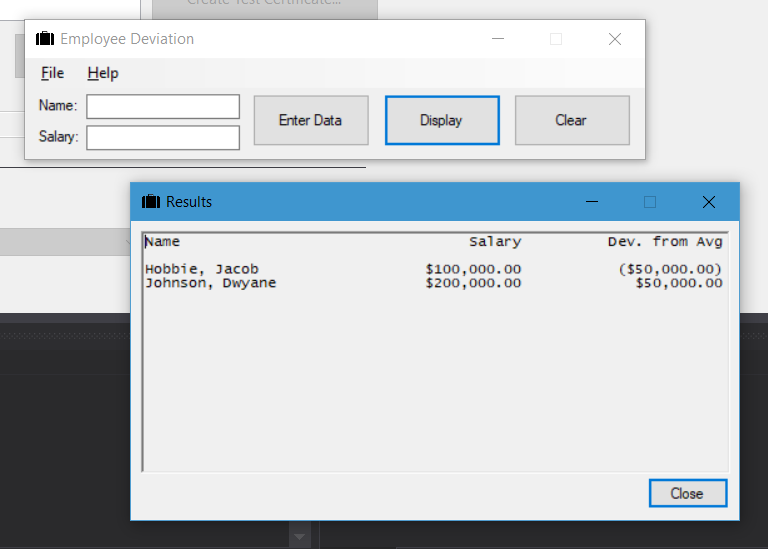 Create Test Certificate...
Employee Deviation
File Help
Name:
Salary:
Enter Data Display Clear
Results
Name Salary Dev. from Avg
Hobbie, Jacob $100,000.00 ($50,000.00)
Johnson, Dwyane $200,000.00 $50,000.00
Close